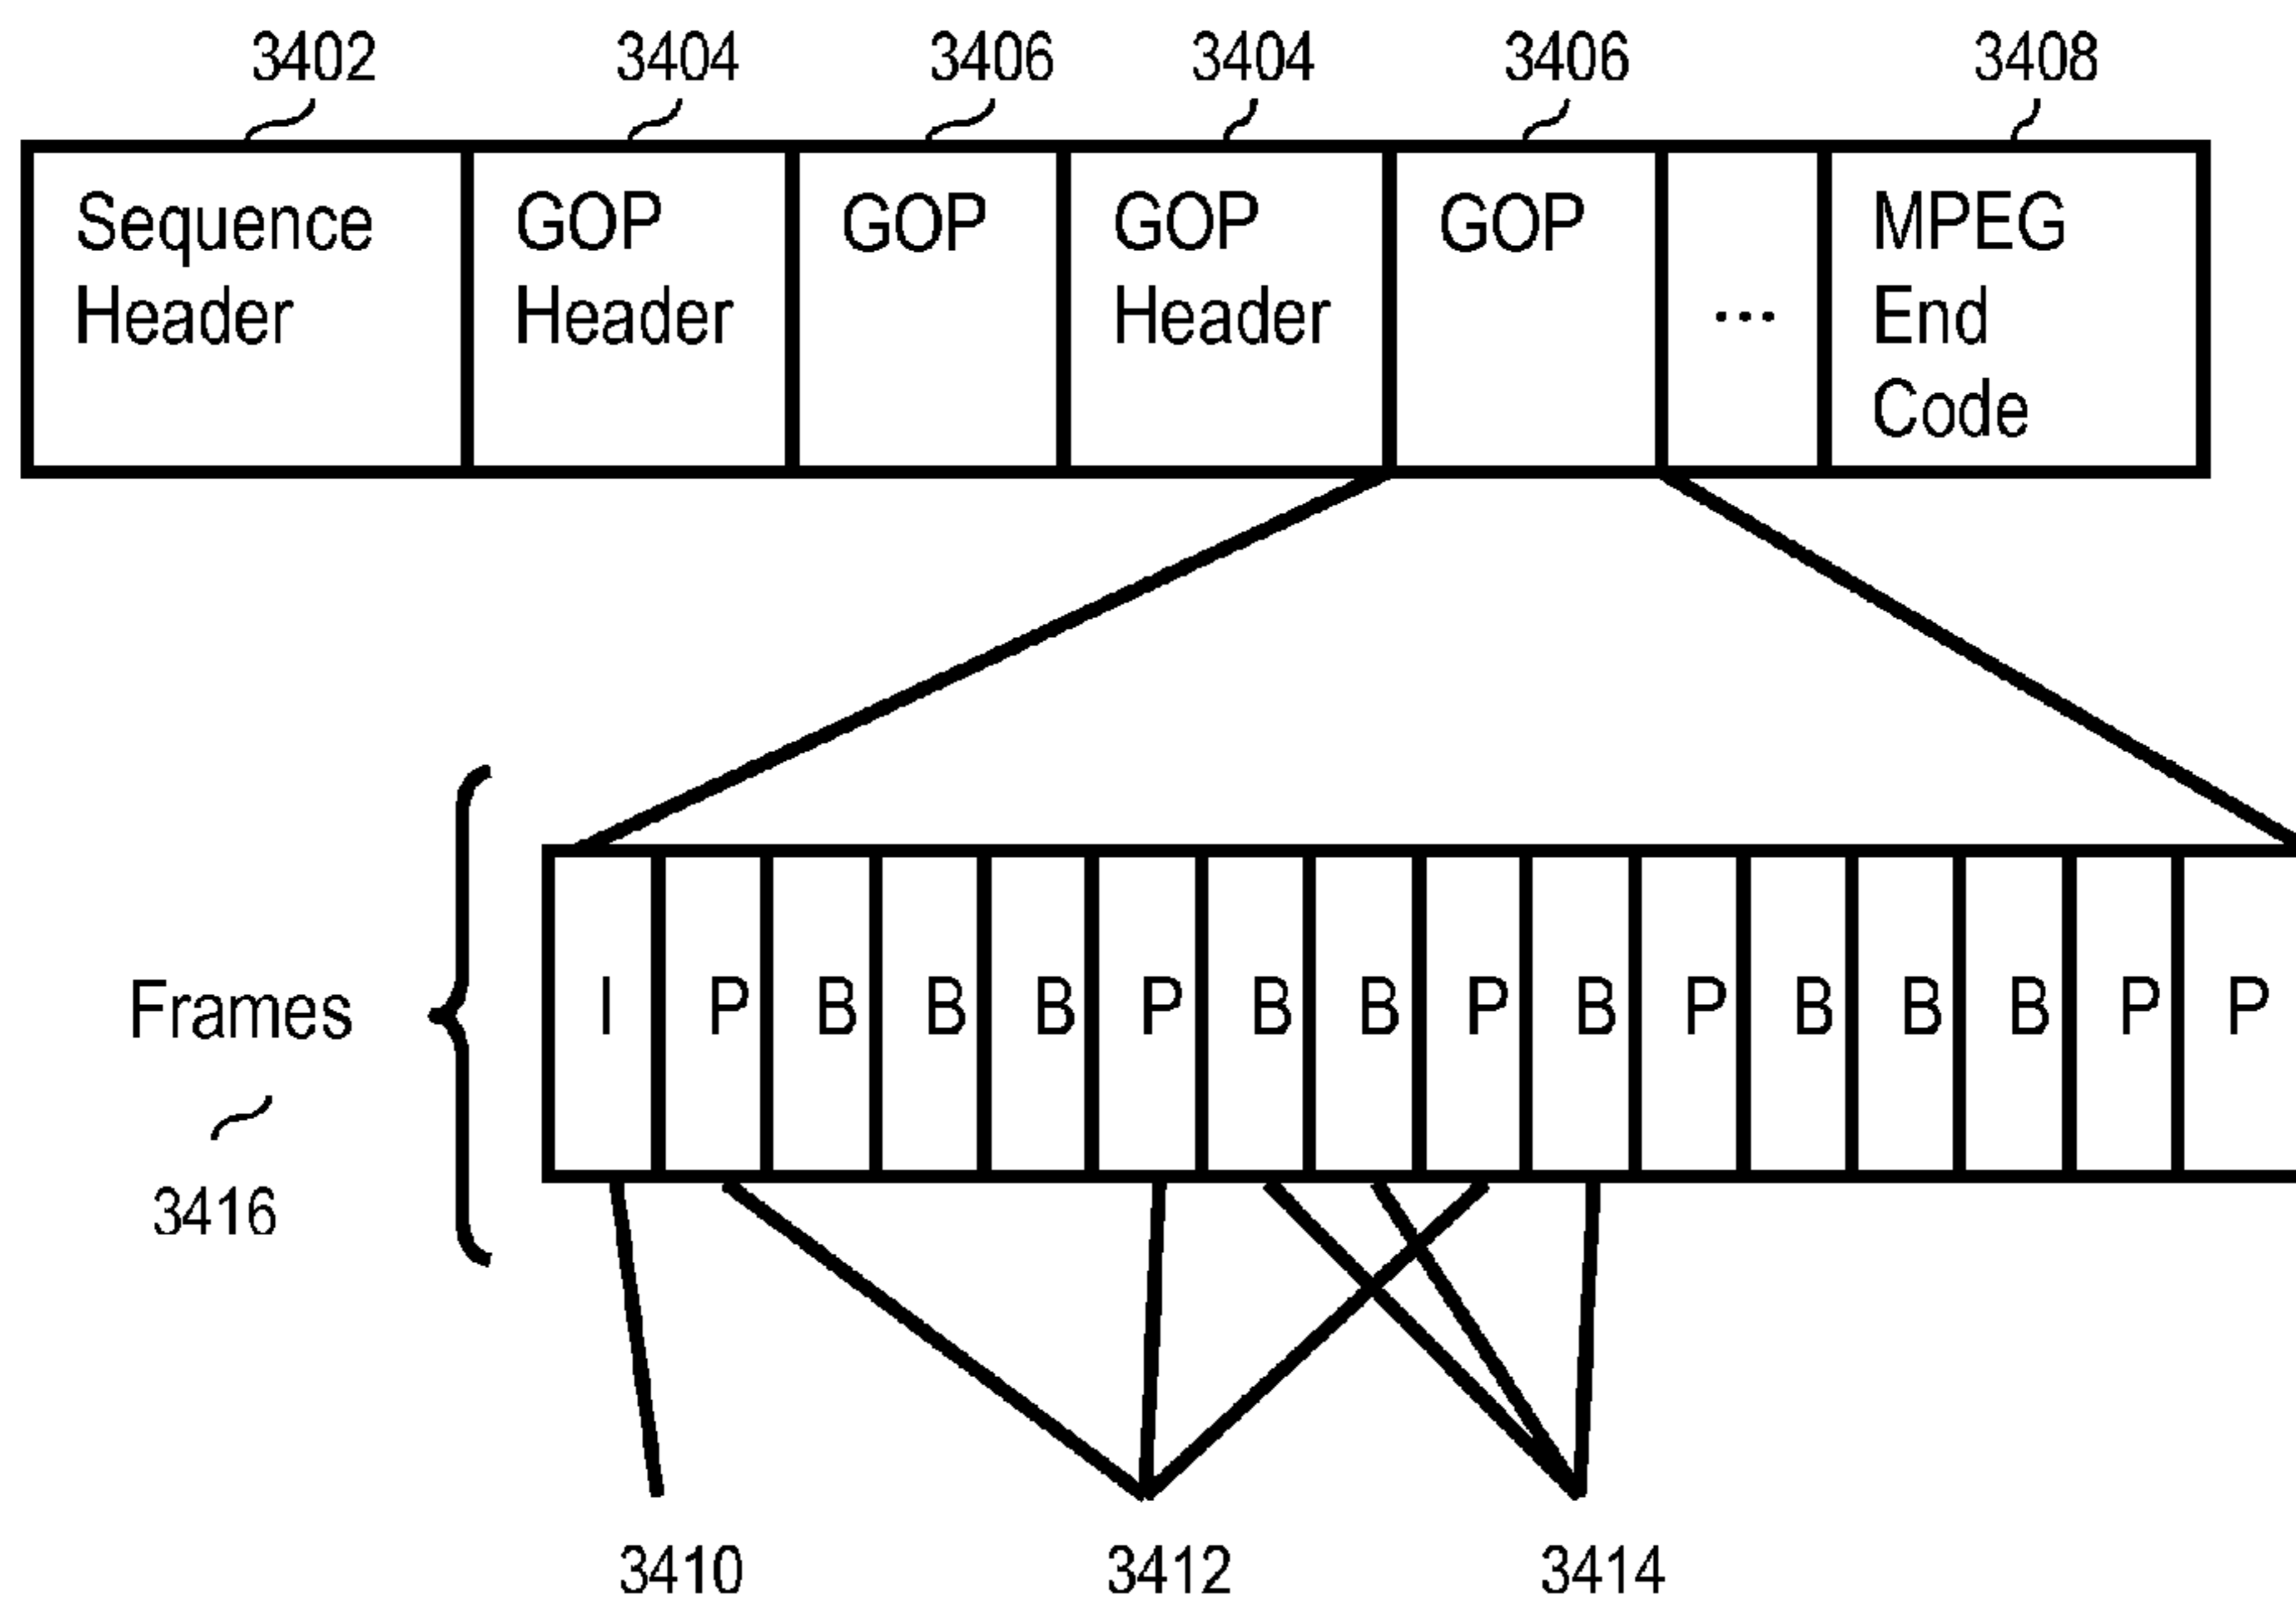 3402 3404 3406 3404 3406 3408
Sequence Header
GOP Header
GOP
GOP Header
GOP
...
MPEG End Code
Frames
3416
I P B B B P B B P B P B B B P P
3410 3412 3414